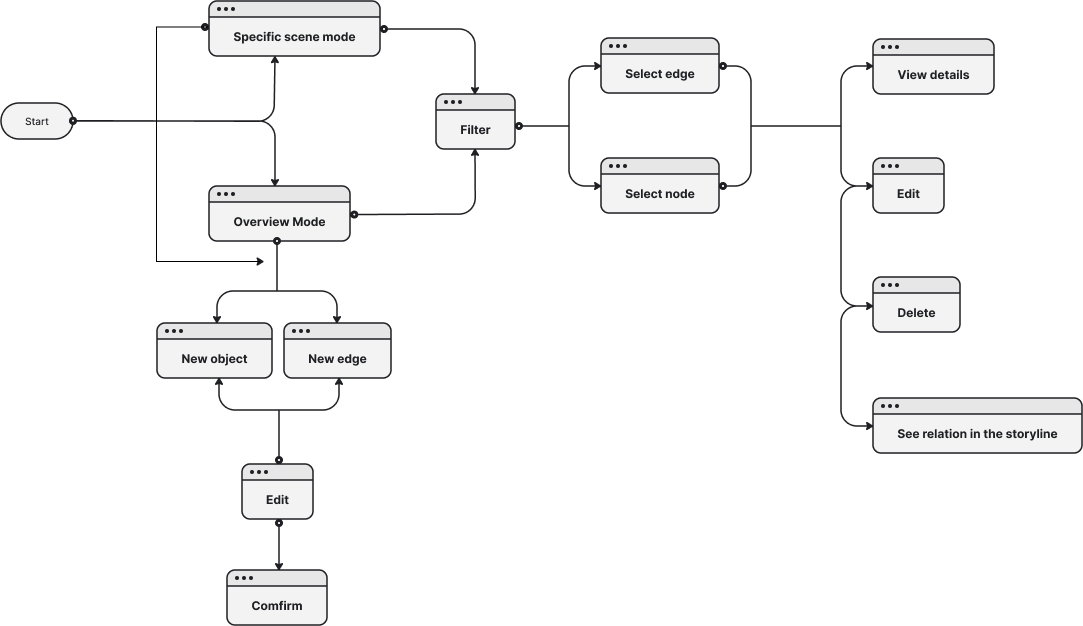 Specific scene mode
Select edge
View details
Start
Filter
Select node
Edit
Overview Mode
Delete
New object
New edge
See relation in the storyline
Edit
Comfirm